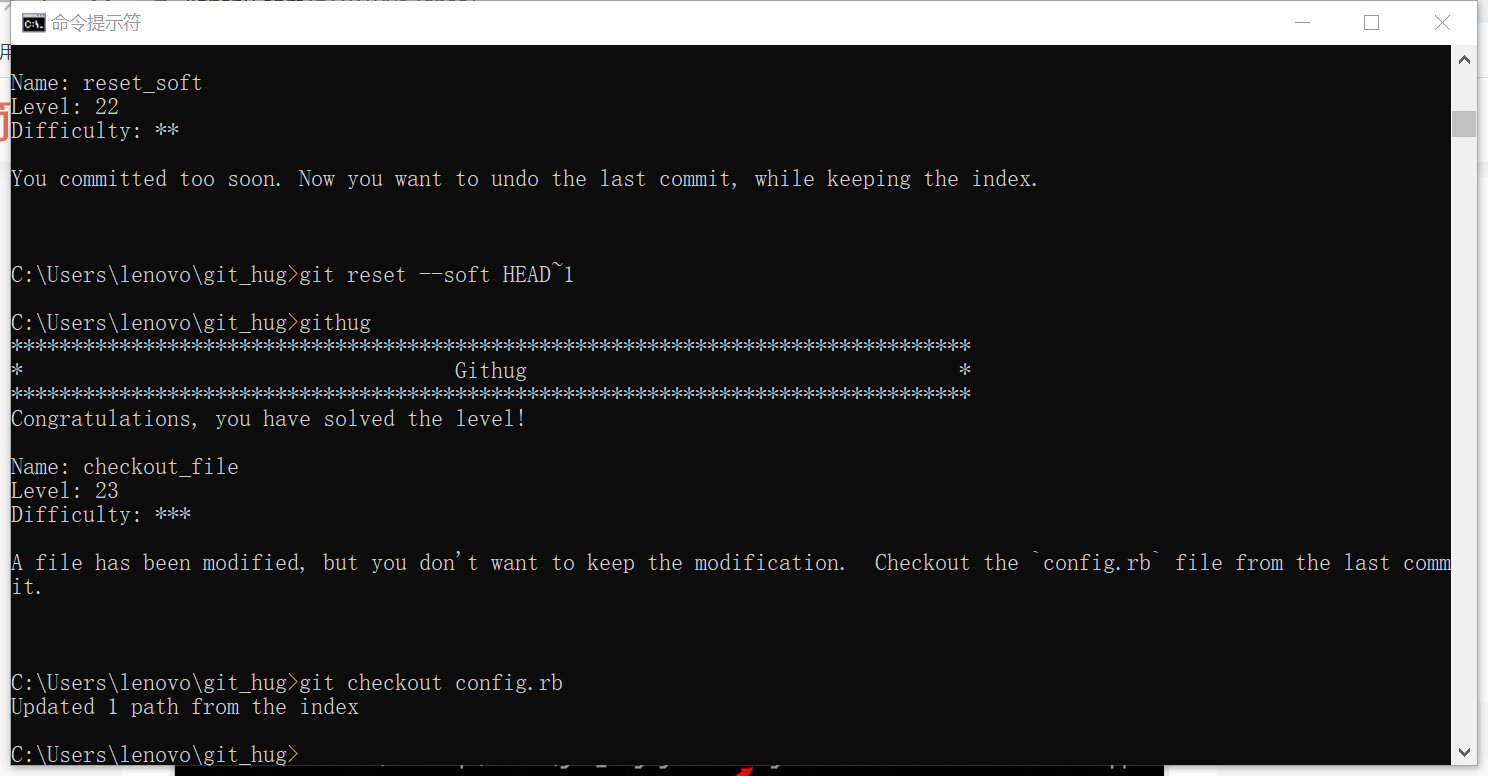 命令提示符
Name: reset_soft
Level: 22
Difficulty: **
You committed too soon. Now you want to undo the last commit, while keeping the index.
C:\Users\lenovo\git_hug>git reset --soft HEAD~1
C:\Users\lenovo\git_hug>githug
********************************************************************************
*                                    Githug                                    *
********************************************************************************
Congratulations, you have solved the level!
Name: checkout_file
Level: 23
Difficulty: ***
A file has been modified, but you don't want to keep the modification.  Checkout the `config.rb` file from the last comm
it.
C:\Users\lenovo\git_hug>git checkout config.rb
Updated 1 path from the index
C:\Users\lenovo\git_hug>